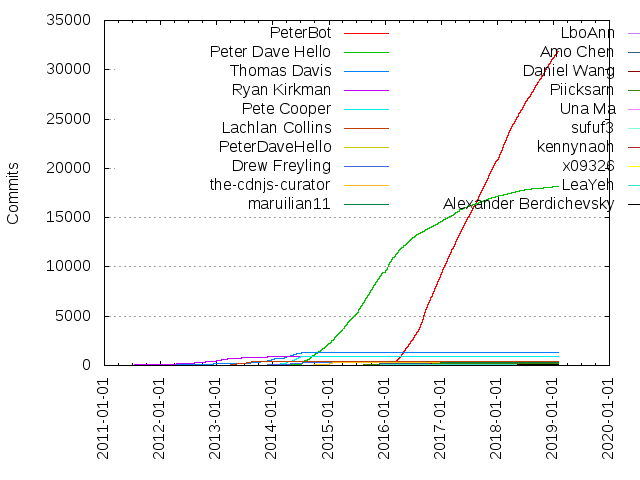 35000
30000
25000
20000
15000
10000
5000
0
Commits
PeterBot
Peter Dave Hello
Thomas Davis
Ryan Kirkman
Pete Cooper
Lachlan Collins
PeterDaveHello
Drew Freyling
the-cdnjs-curator
maruilian11
LboAnn
Amo Chen
Daniel Wang
Piicksarn
Una Ma
sufuf3
kennynaoh
x09326
LeaYeh
Alexander Berdichevsky
2011-01-01
2012-01-01
2013-01-01
2014-01-01
2015-01-01
2016-01-01
2017-01-01
2018-01-01
2019-01-01
2020-01-01